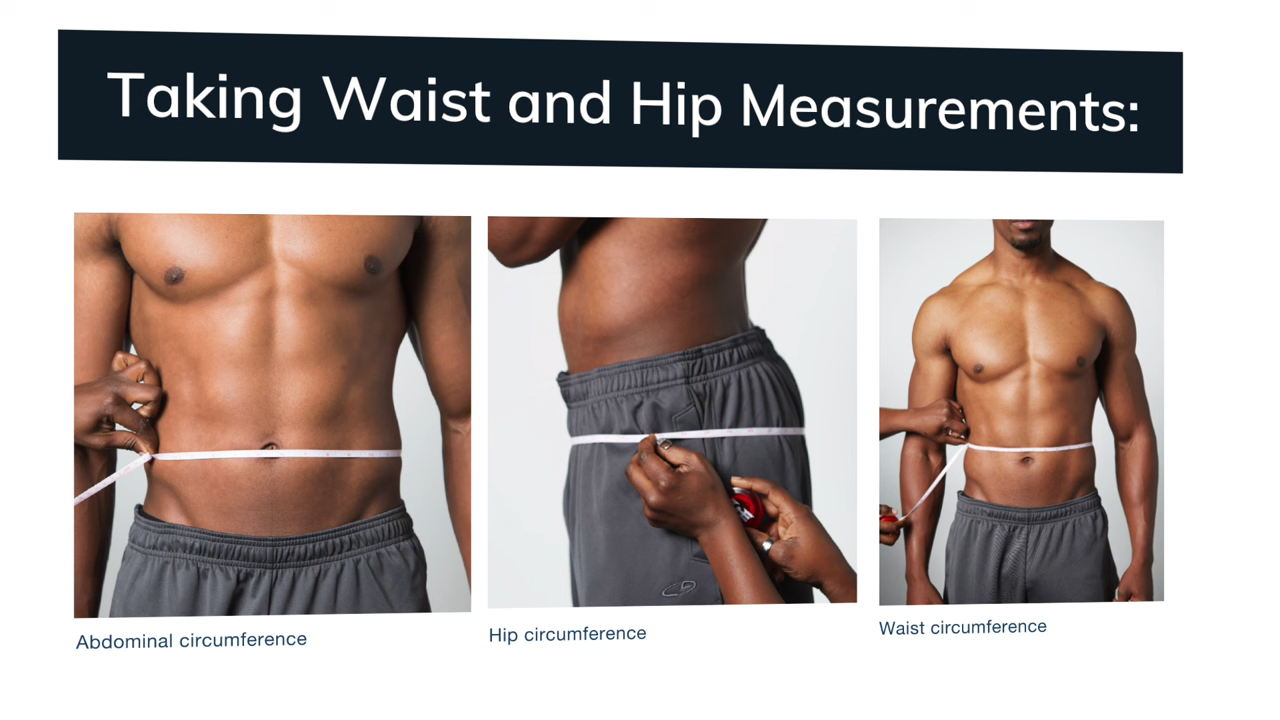 Taking Waist and Hip Measurements:
Abdominal circumference
Hip circumference
Waist circumference